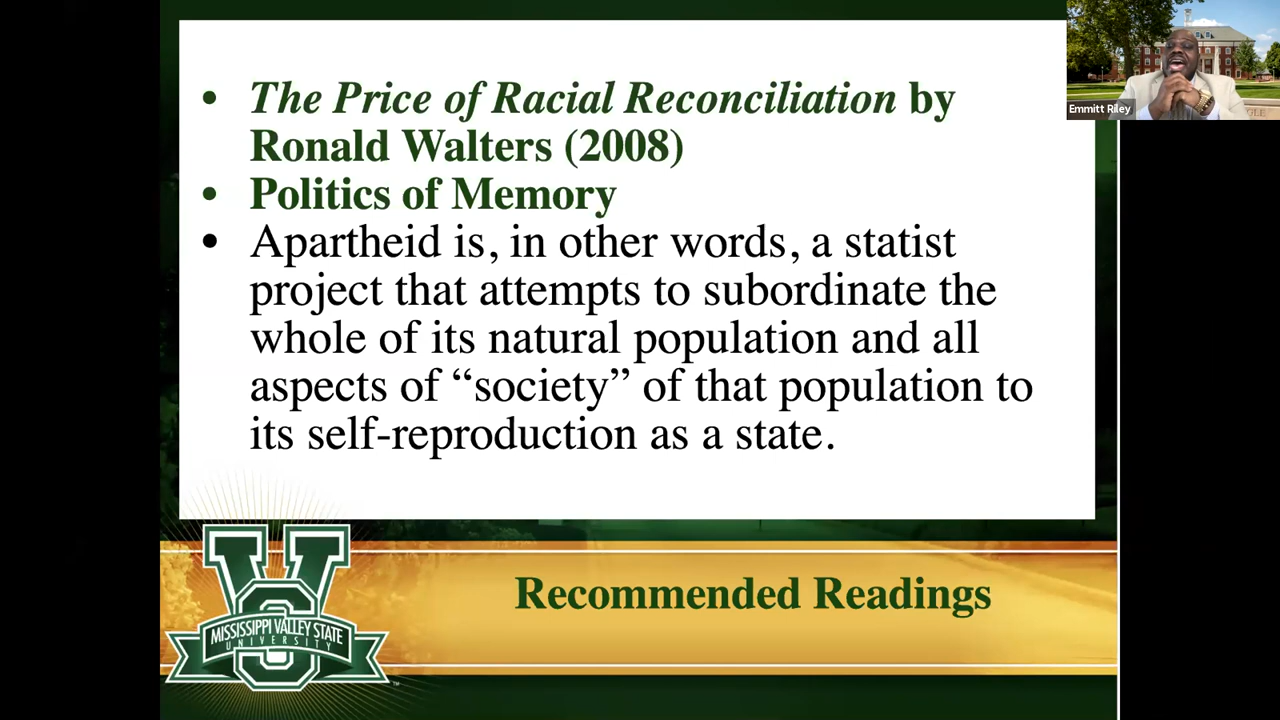 • The Price of Racial Reconciliation by
Ronald Walters (2008)
• Politics of Memory
• Apartheid is, in other words, a statist
project that attempts to subordinate the
whole of its natural population and all
aspects of “society” of that population to
its self-reproduction as a state.
Emmitt Riley
Recommended Readings
VS
MISSISSIPPI VALLEY STATE
UNIVERSITY
™